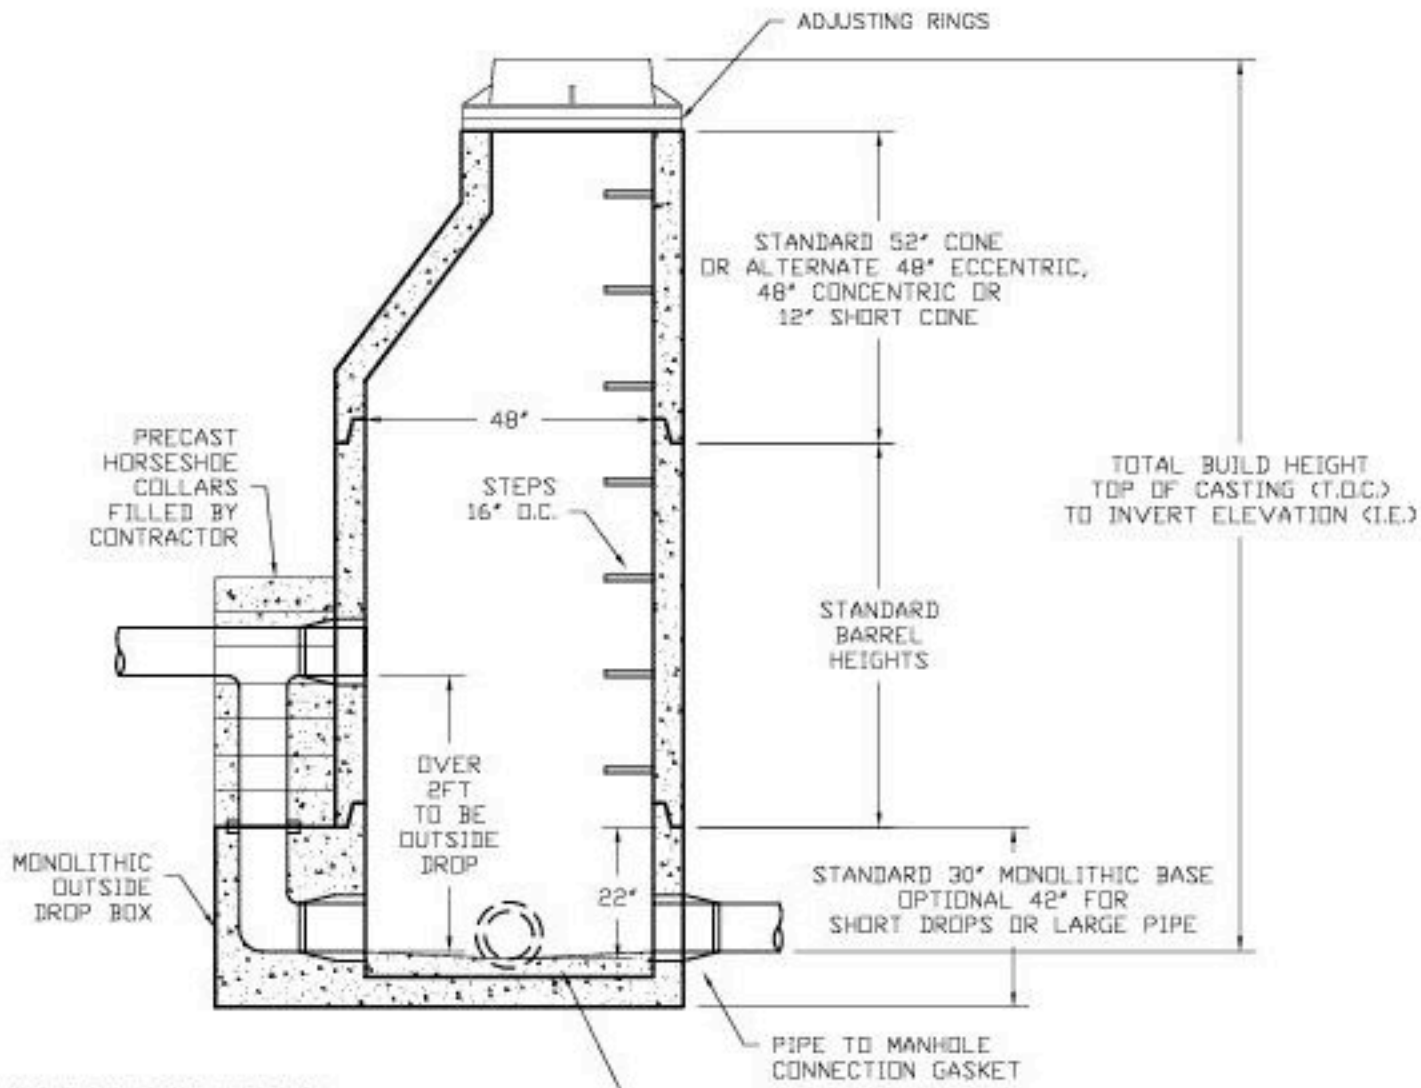 ADJUSTING RINGS
STANDARD 52" CONE
OR ALTERNATE 48" ECCENTRIC,
48" CONCENTRIC OR
12" SHORT CONE
48"
PRECAST
HORSESHOE
COLLARS
FILLED BY
CONTRACTOR
STEPS
16" O.C.
TOTAL BUILD HEIGHT
TOP OF CASTING (T.O.C.)
TO INVERT ELEVATION (I.E.)
STANDARD
BARREL
HEIGHTS
OVER
2FT
TO BE
OUTSIDE
DROP
MONOLITHIC
OUTSIDE
DROP BOX
22"
STANDARD 30" MONOLITHIC BASE
OPTIONAL 42" FOR
SHORT DROPS OR LARGE PIPE
PIPE TO MANHOLE
CONNECTION GASKET